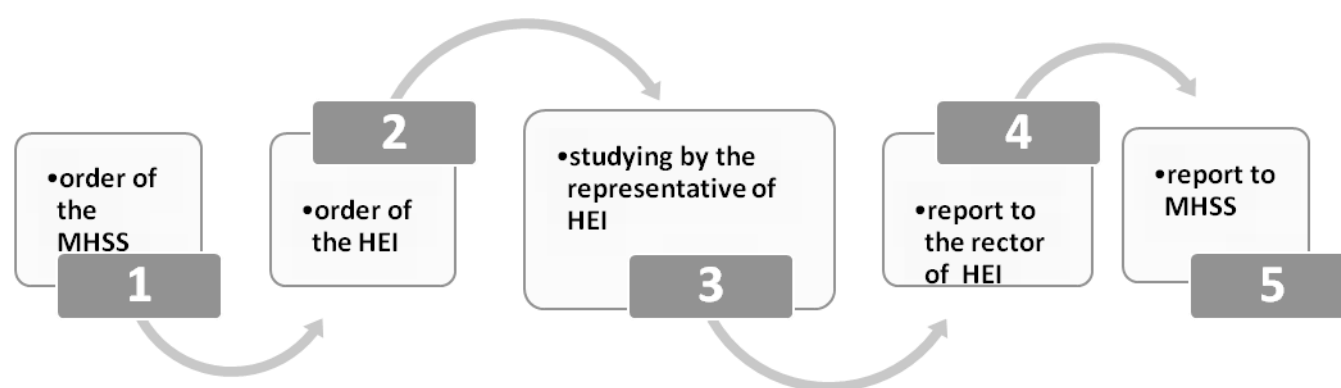 1
•order of
the
MHSS
2
•order of
the HEI
3
•studying by the
representative of
HEI
4
•report to
the rector
of HEI
5
•report to
MHSS